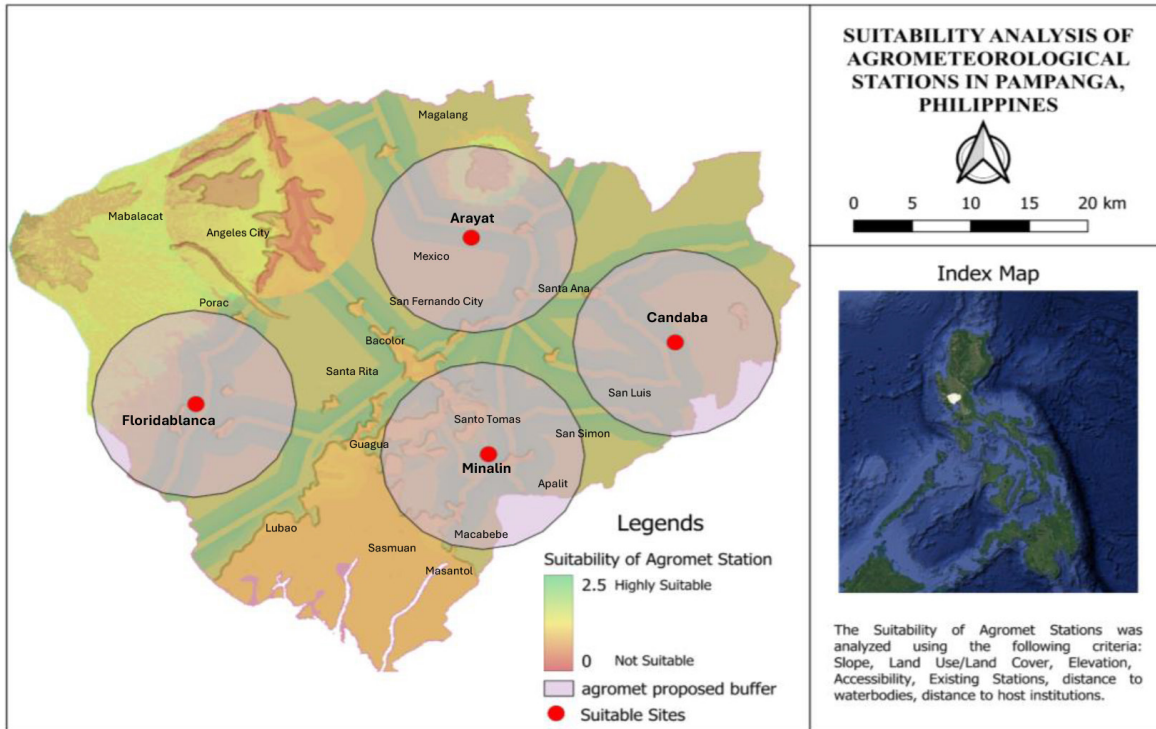 SUITABILITY ANALYSIS OF
AGROMETEOROLOGICAL
STATIONS IN PAMPANGA,
PHILIPPINES
0 5 10 15 20 km
Magalang
Mabalacat
Arayat
Angeles City
Mexico
Santa Ana
San Fernando City
Porac
Candaba
Bacolor
Santa Rita
San Luis
Floridablanca
Santo Tomas
San Simon
Guagua
Minalin
Apalit
Lubao
Macabebe
Sasmuan
Masantol
Legends
Suitability of Agromet Station
2.5 Highly Suitable
0 Not Suitable
agromet proposed buffer
Suitable Sites
Index Map
The Suitability of Agromet Stations was
analyzed using the following criteria:
Slope, Land Use/Land Cover, Elevation,
Accessibility, Existing Stations, distance to
waterbodies, distance to host institutions.